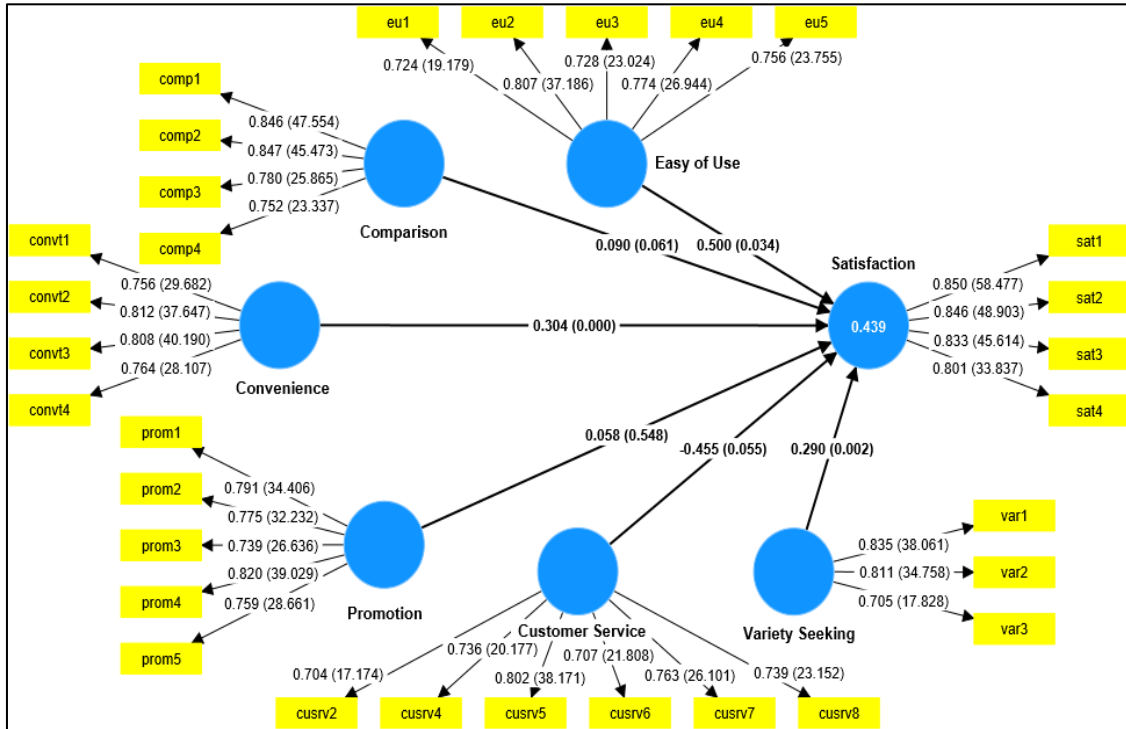 eu1
eu2
eu3
eu4
eu5
0.724 (19.179)
0.807 (37.186)
0.728 (23.024)
0.774 (26.944)
0.756 (23.755)
Easy of Use
comp1
comp2
comp3
comp4
0.846 (47.554)
0.847 (45.473)
0.780 (25.865)
0.752 (23.337)
Comparison
0.090 (0.061)
0.500 (0.034)
convt1
convt2
convt3
convt4
0.756 (29.682)
0.812 (37.647)
0.808 (40.190)
0.764 (28.107)
Convenience
0.304 (0.000)
Satisfaction
0.439
0.850 (58.477)
0.846 (48.903)
0.833 (45.614)
0.801 (33.837)
sat1
sat2
sat3
sat4
prom1
prom2
prom3
prom4
prom5
0.791 (34.406)
0.775 (32.232)
0.739 (26.636)
0.820 (39.029)
0.759 (28.661)
Promotion
0.058 (0.548)
-0.455 (0.055)
0.290 (0.002)
Customer Service
0.704 (17.174)
0.736 (20.177)
0.802 (38.171)
0.707 (21.808)
0.763 (26.101)
0.739 (23.152)
cusrv2
cusrv4
cusrv5
cusrv6
cusrv7
cusrv8
Variety Seeking
0.835 (38.061)
0.811 (34.758)
0.705 (17.828)
var1
var2
var3